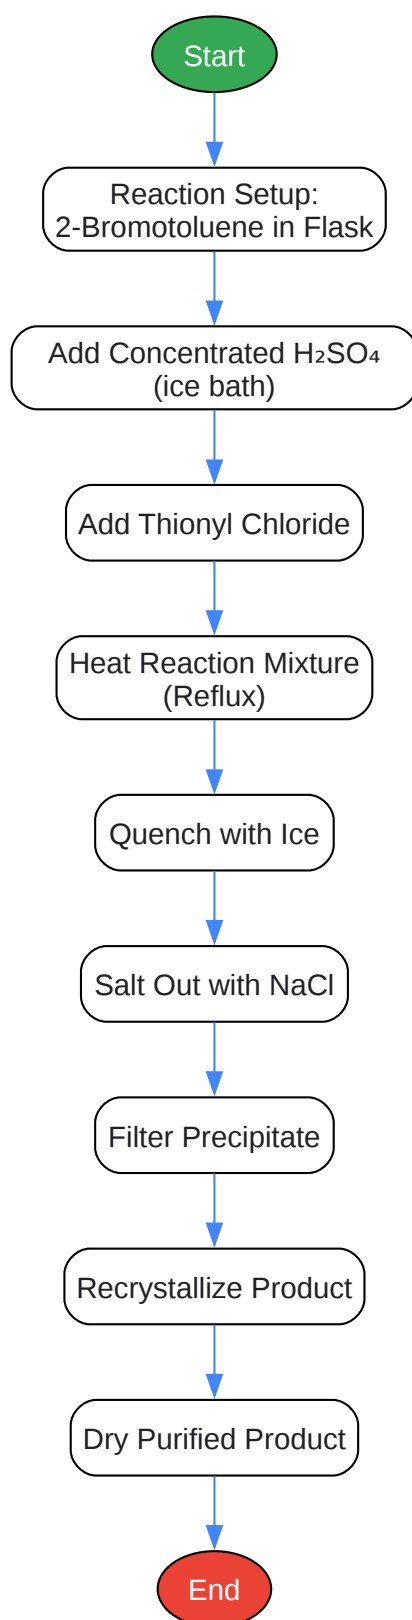 Start
Reaction Setup:
2-Bromotoluene in Flask
Add Concentrated H₂SO₄
(ice bath)
Add Thionyl Chloride
Heat Reaction Mixture
(Reflux)
Quench with Ice
Salt Out with NaCl
Filter Precipitate
Recrystallize Product
Dry Purified Product
End